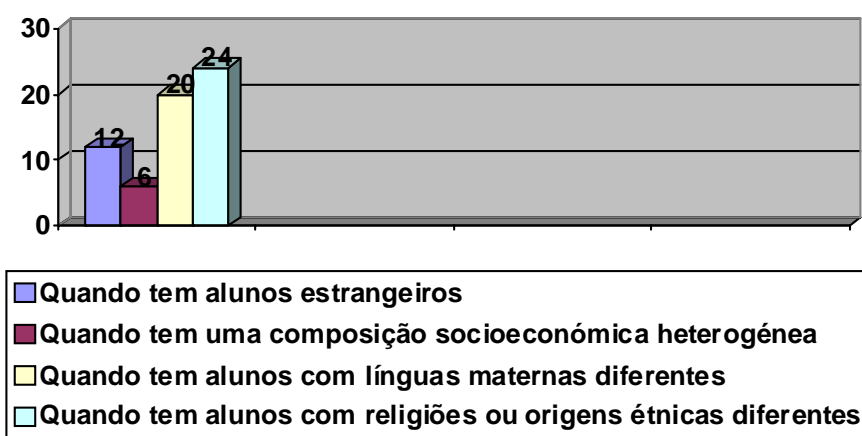 30
20
10
0
12
6
20
24
Quando tem alunos estrangeiros
Quando tem uma composição socioeconómica heterogénea
Quando tem alunos com línguas maternas diferentes
Quando tem alunos com religiões ou origens étnicas diferentes